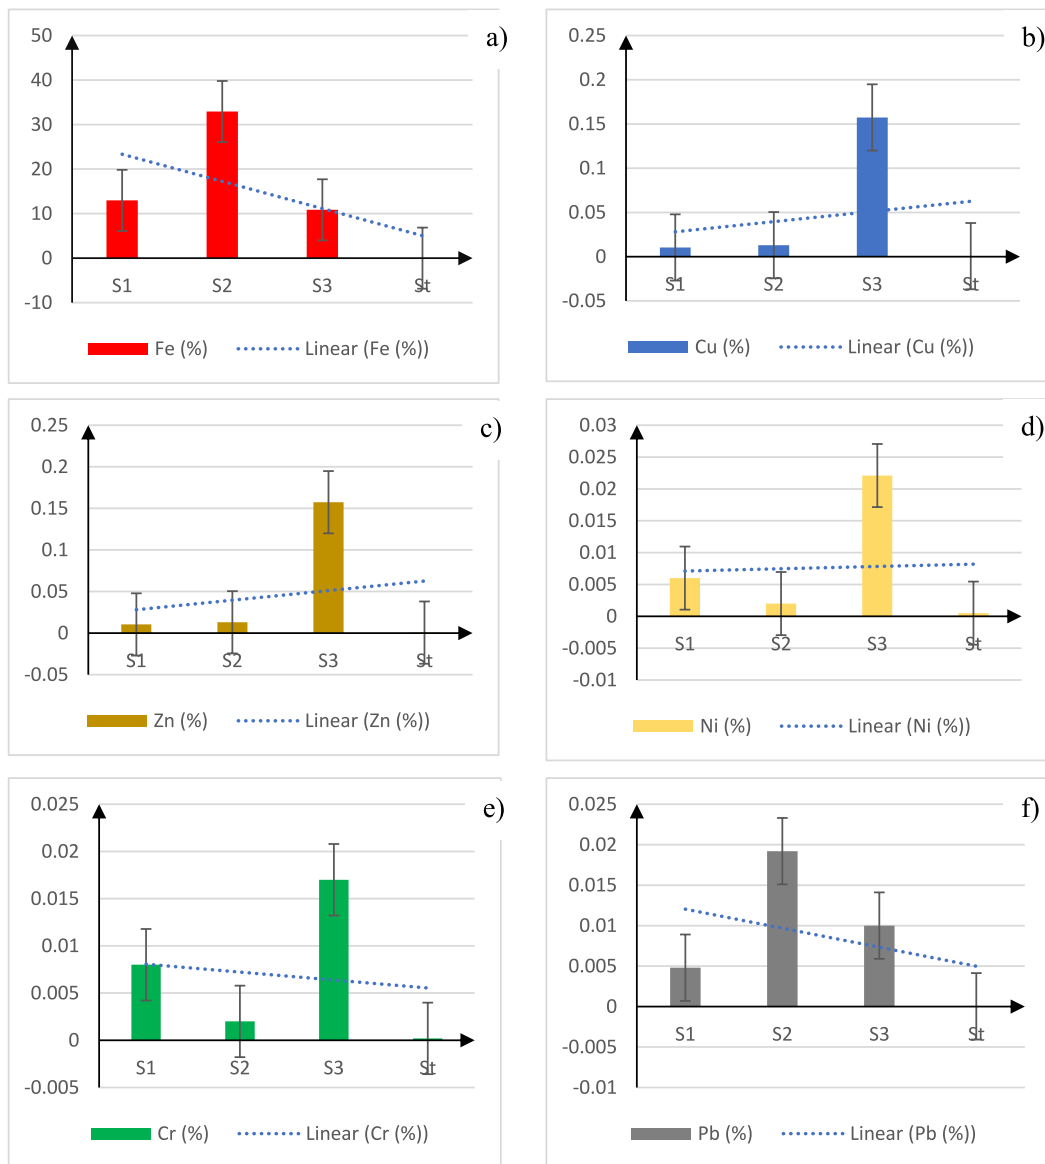 a)
50
40
30
20
10
0
-10
S1 S2 S3 St
Fe (%) Linear (Fe (%))
b)
0.25
0.2
0.15
0.1
0.05
0
-0.05
S1 S2 S3 St
Cu (%) Linear (Cu (%))
c)
0.25
0.2
0.15
0.1
0.05
0
-0.05
S1 S2 S3 St
Zn (%) Linear (Zn (%))
d)
0.03
0.025
0.02
0.015
0.01
0.005
0
-0.005
-0.01
S1 S2 S3 St
Ni (%) Linear (Ni (%))
e)
0.025
0.02
0.015
0.01
0.005
0
-0.005
S1 S2 S3 St
Cr (%) Linear (Cr (%))
f)
0.025
0.02
0.015
0.01
0.005
0
-0.005
-0.01
S1 S2 S3 St
Pb (%) Linear (Pb (%))